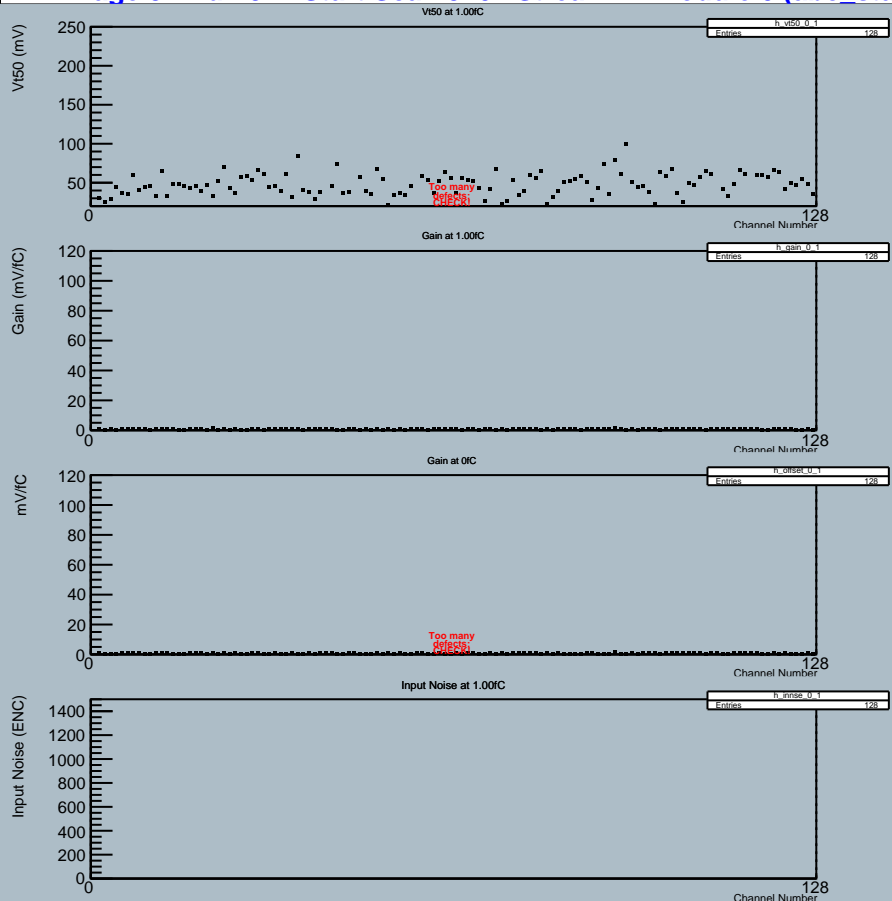 Vt50 at 1.00fC
h_vt50_0_1
Entries 128
Vt50 (mV)
250
200
150
100
50
Too many
defects:
CHECK!
0
128
Channel Number
Gain at 1.00fC
h_gain_0_1
Entries 128
Gain (mV/fC)
120
100
80
60
40
20
0
0
128
Channel Number
Gain at 0fC
h_offset_0_1
Entries 128
mV/fC
120
100
80
60
40
20
0
Too many
defects:
CHECK!
0
128
Channel Number
Input Noise at 1.00fC
h_innse_0_1
Entries 128
Input Noise (ENC)
1400
1200
1000
800
600
400
200
0
0
128
Channel Number